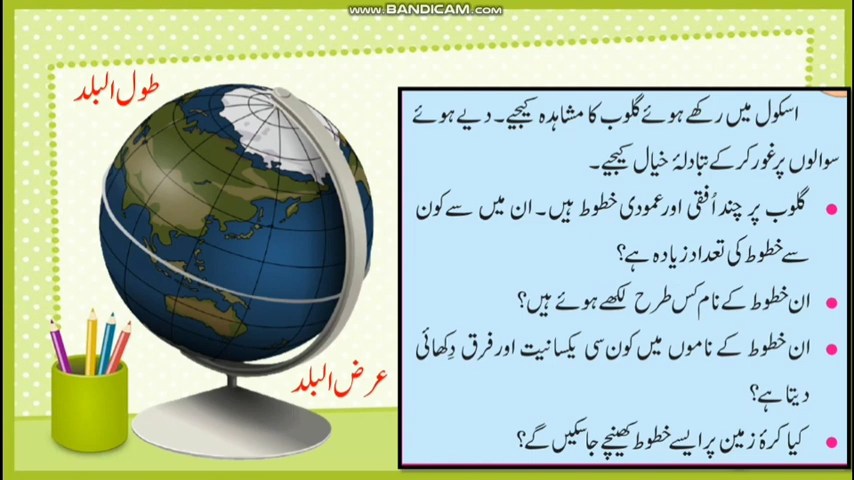 WWW.BANDICAM.COM
طول البلد
اسکول میں رکھے ہوئے گلوب کا مشاہدہ کیجیے۔ دیے ہوئے
سوالوں پر غور کر کے تبادلۂ خیال کیجیے۔
• گلوب پر چند اُفقی اور عمودی خطوط ہیں۔ ان میں سے کون
سے خطوط کی تعداد زیادہ ہے؟
• ان خطوط کے نام کس طرح لکھے ہوئے ہیں؟
• ان خطوط کے ناموں میں کون سی یکسانیت اور فرق دِکھائی
دیتا ہے؟
• کیا کرۂ زمین پر ایسے خطوط کھینچے جا سکیں گے؟
عرض البلد